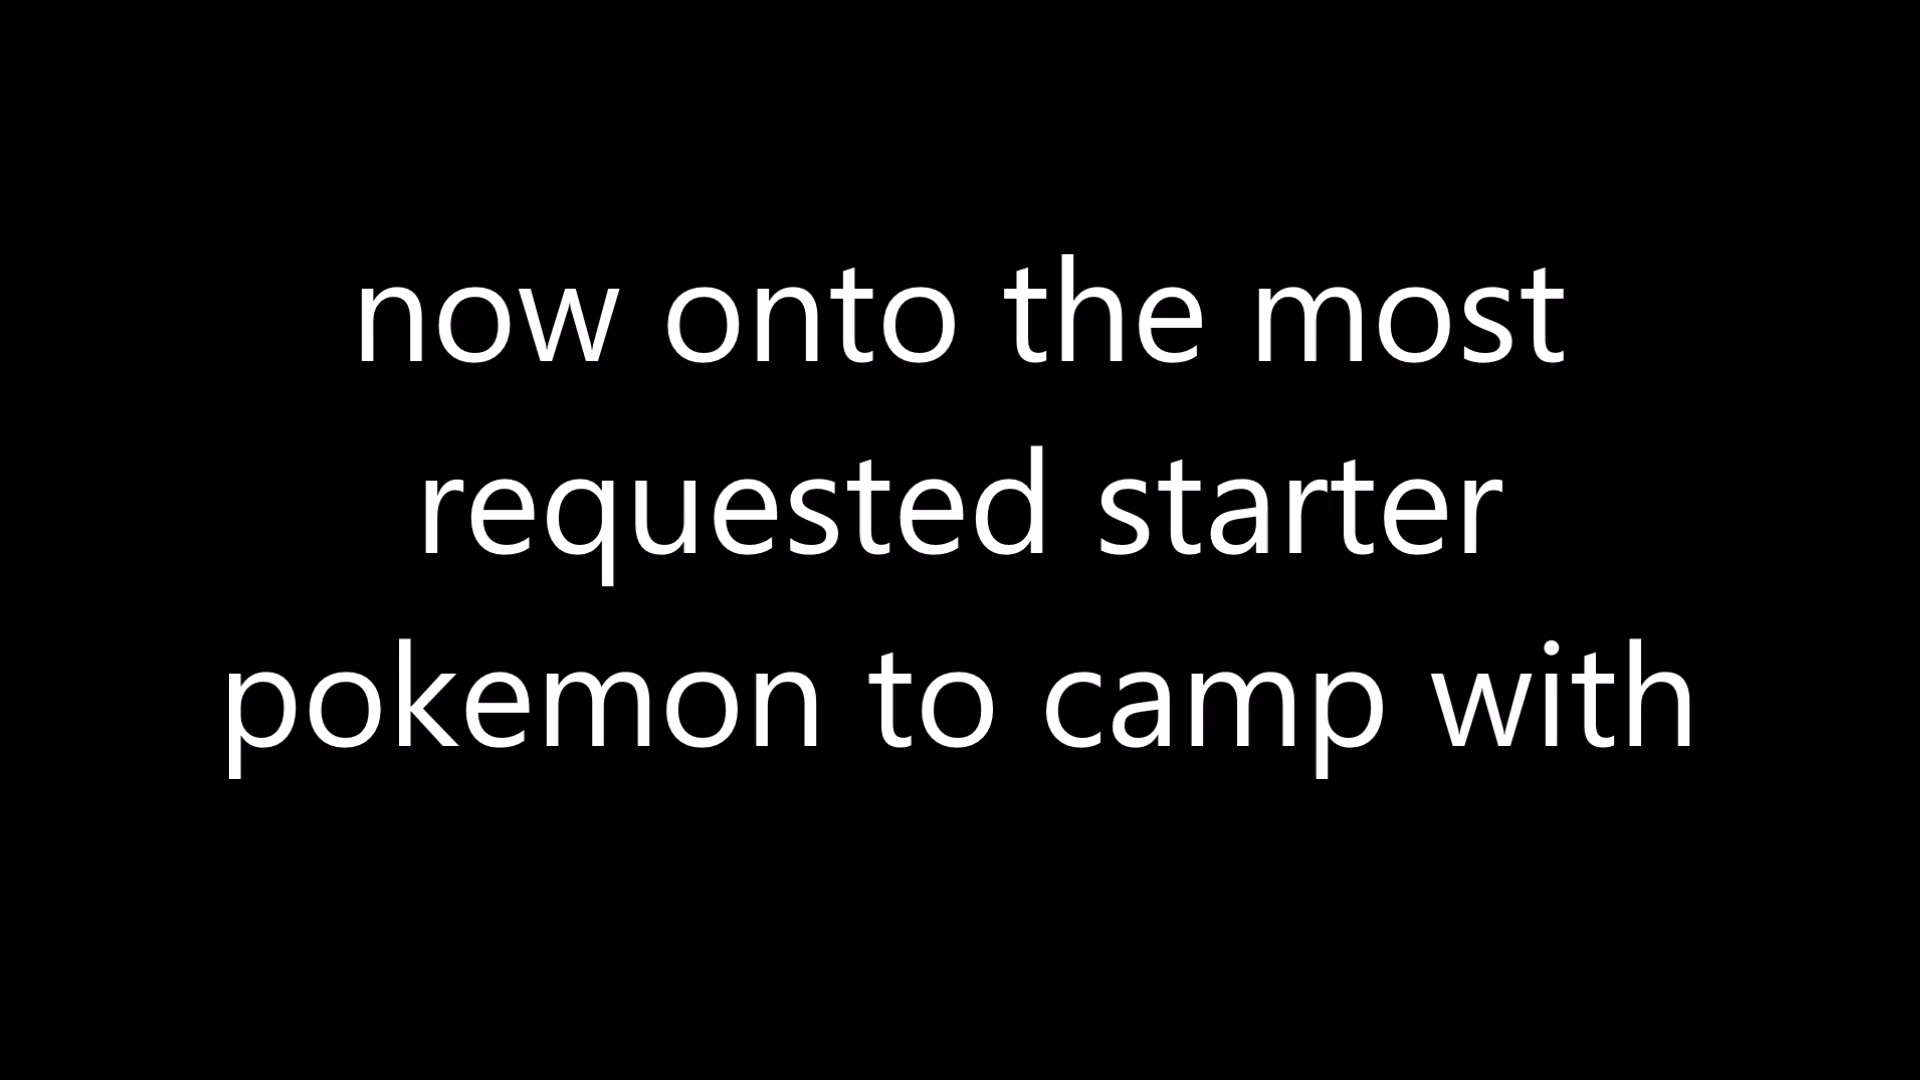 now onto the most
requested starter
pokemon to camp with